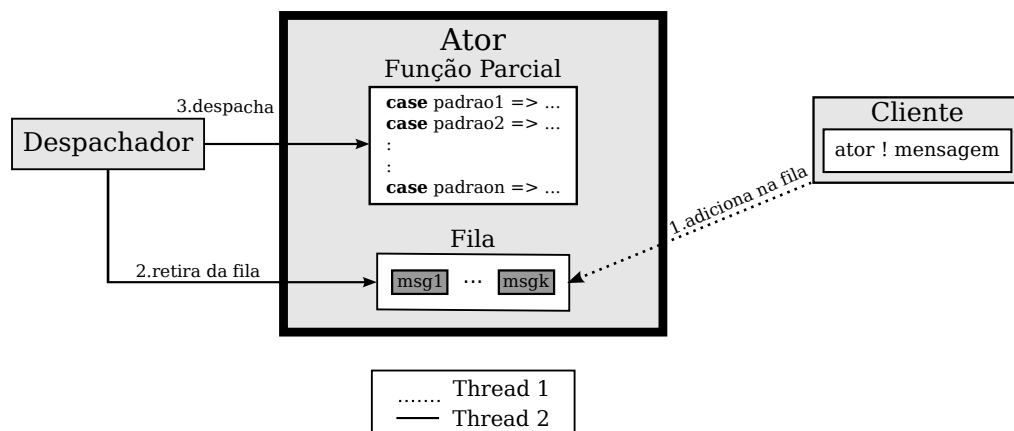 Ator
Função Parcial
case padrao1 => ...
case padrao2 => ...
:
:
case padraon => ...
3.despacha
Despachador
Cliente
ator ! mensagem
1.adiciona na fila
Fila
2.retira da fila
msg1 ... msgk
Thread 1
Thread 2